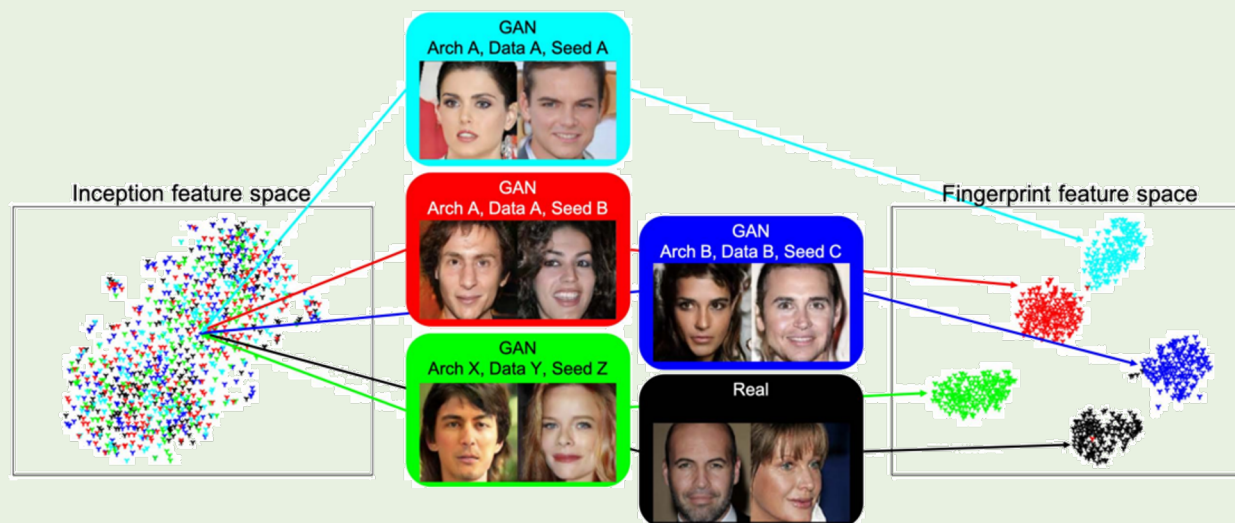 GAN
Arch A, Data A, Seed A
Inception feature space
GAN
Arch A, Data A, Seed B
GAN
Arch B, Data B, Seed C
Fingerprint feature space
GAN
Arch X, Data Y, Seed Z
Real